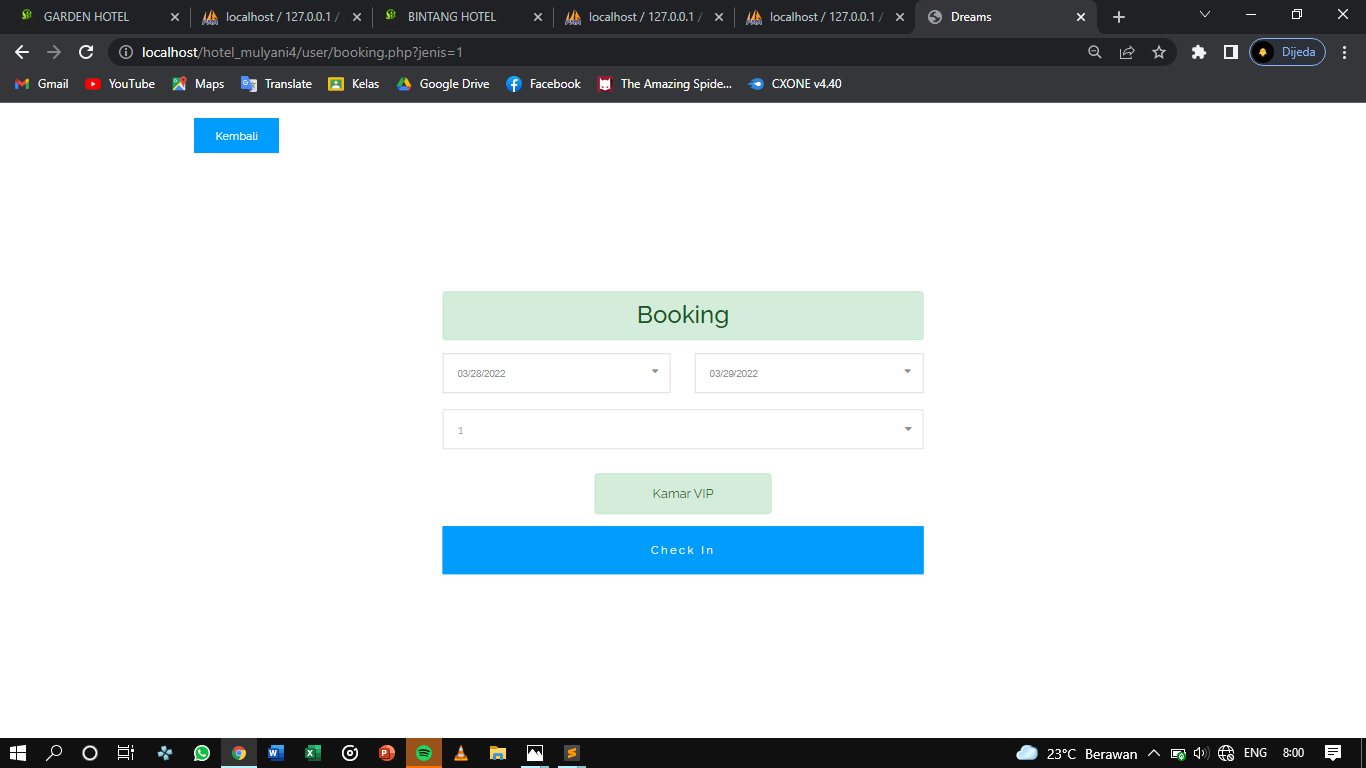 GARDEN HOTEL
localhost / 127.0.0.1 /
BINTANG HOTEL
localhost / 127.0.0.1 /
localhost / 127.0.0.1 /
Dreams
localhost/hotel_mulyani4/user/booking.php?jenis=1
Dijeda
Gmail
YouTube
Maps
Translate
Kelas
Google Drive
Facebook
The Amazing Spide...
CXONE v4.40
Kembali
Booking
03/28/2022
03/29/2022
1
Kamar VIP
Check In
23°C Berawan
ENG
8:00